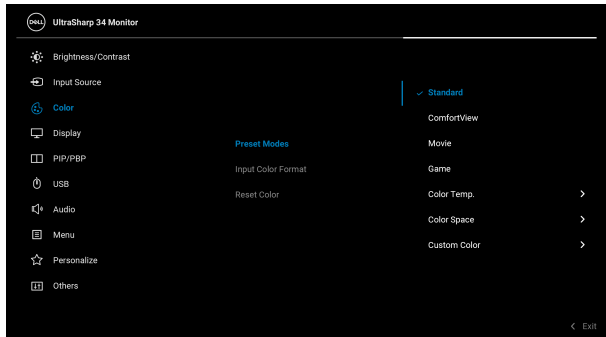 DELL UltraSharp 34 Monitor
Brightness/Contrast
Input Source
Color
Display
PIP/PBP
USB
Audio
Menu
Personalize
Others
Preset Modes
Input Color Format
Reset Color
Standard
ComfortView
Movie
Game
Color Temp.
Color Space
Custom Color
Exit